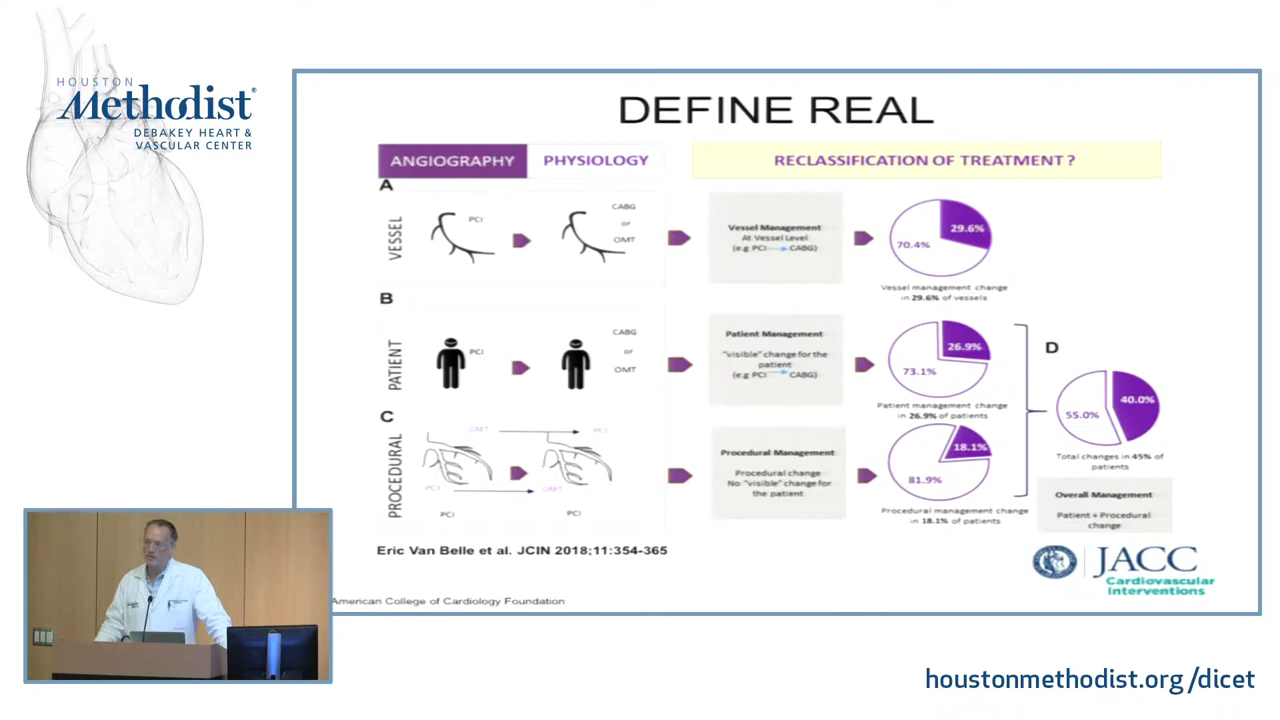 HOUSTON
Methodist®
DEBAKEY HEART &
VASCULAR CENTER
DEFINE REAL
ANGIOGRAPHY
PHYSIOLOGY
RECLASSIFICATION OF TREATMENT ?
A
VESSEL
PCI
CABG
or
OMT
Vessel Management
At Vessel Level
(e.g PCI CABG)
70.4%
29.6%
Vessel management change
in 29.6% of vessels
B
PATIENT
PCI
CABG
or
OMT
Patient Management
"visible" change for the
patient
(e.g PCI CABG)
73.1%
26.9%
Patient management change
in 26.9% of patients
C
PROCEDURAL
OMT
PCI
PCI
OMT
PCI
PCI
Procedural Management
Procedural change
No "visible" change for
the patient
81.9%
18.1%
Procedural management change
in 18.1% of patients
D
55.0%
40.0%
Total changes in 45% of
patients
Overall Management
Patient + Procedural
change
Eric Van Belle et al. JCIN 2018;11:354-365
JACC
Cardiovascular
Interventions
American College of Cardiology Foundation
houstonmethodist.org/dicet